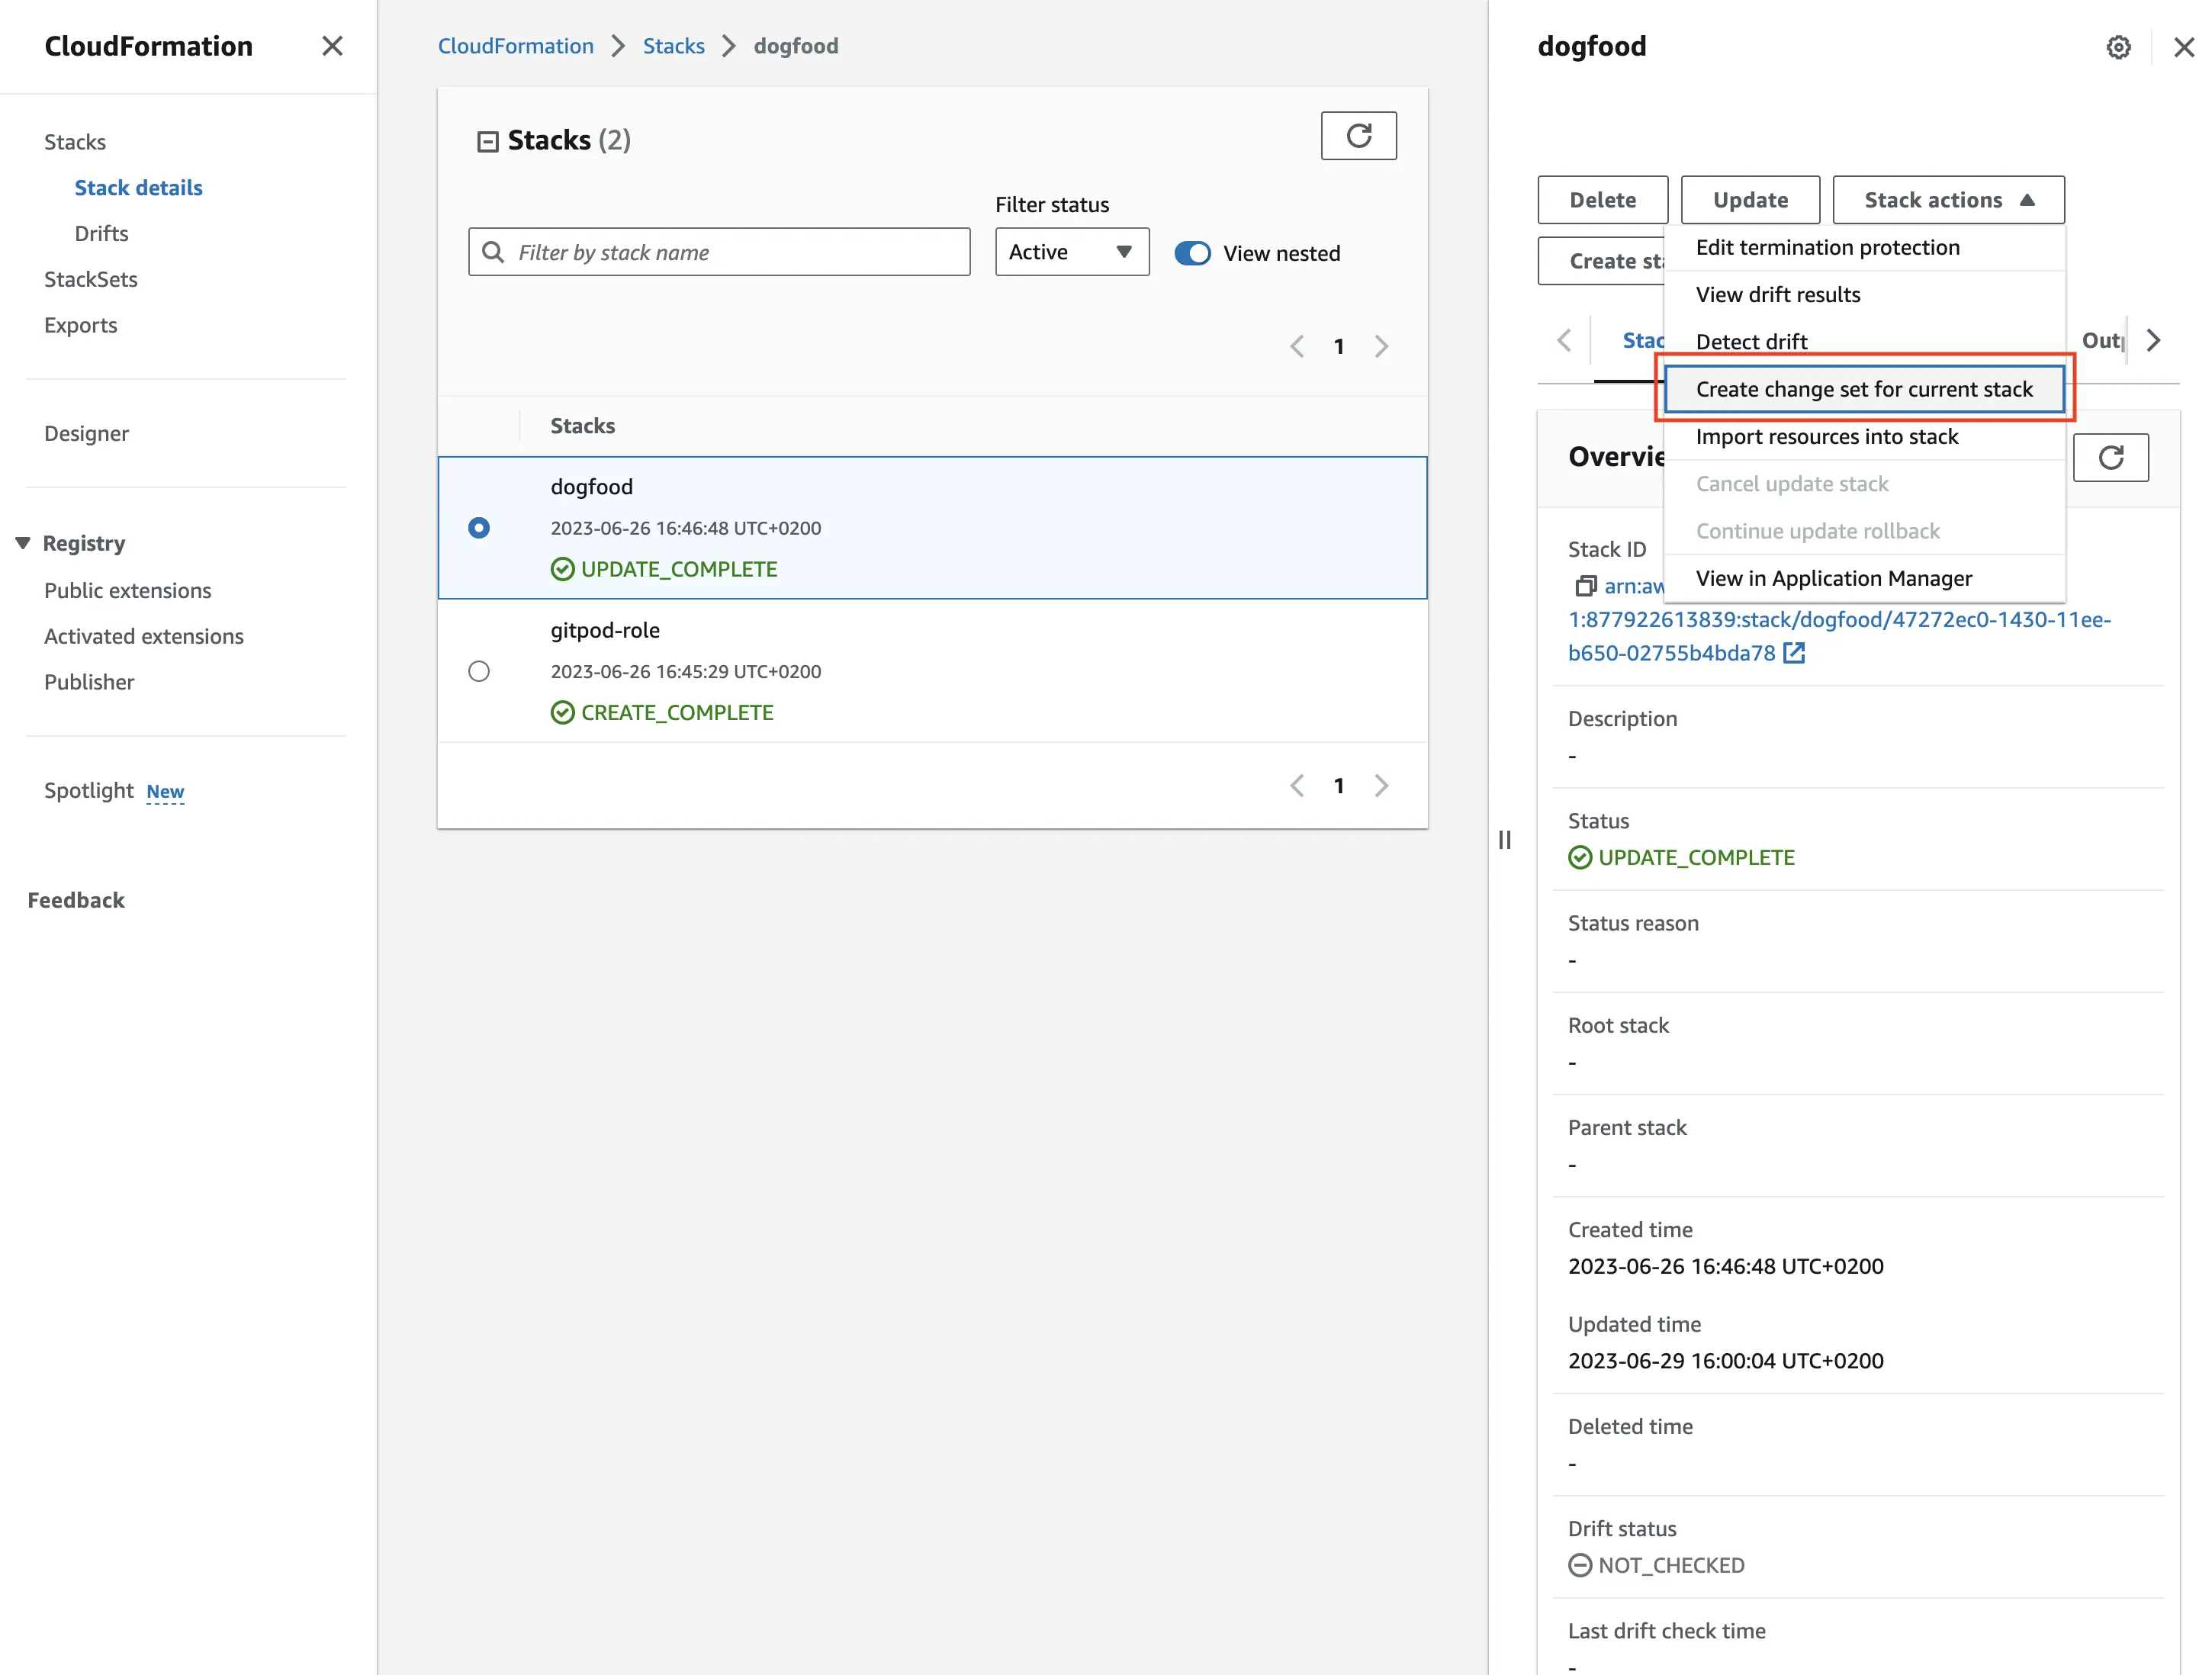 CloudFormation
Stacks
Stack details
Drifts
StackSets
Exports
Designer
Registry
Public extensions
Activated extensions
Publisher
Spotlight New
Feedback
CloudFormation > Stacks > dogfood
Stacks (2)
Filter status
Filter by stack name
Active
View nested
1
Stacks
dogfood
2023-06-26 16:46:48 UTC+0200
UPDATE_COMPLETE
gitpod-role
2023-06-26 16:45:29 UTC+0200
CREATE_COMPLETE
1
dogfood
Delete
Update
Stack actions
Create sta
Edit termination protection
View drift results
Detect drift
Create change set for current stack
Import resources into stack
Cancel update stack
Continue update rollback
View in Application Manager
Stac
Out
Overvie
Stack ID
arn:aw
1:877922613839:stack/dogfood/47272ec0-1430-11ee-
b650-02755b4bda78
Description
-
Status
UPDATE_COMPLETE
Status reason
-
Root stack
-
Parent stack
-
Created time
2023-06-26 16:46:48 UTC+0200
Updated time
2023-06-29 16:00:04 UTC+0200
Deleted time
-
Drift status
NOT_CHECKED
Last drift check time
-